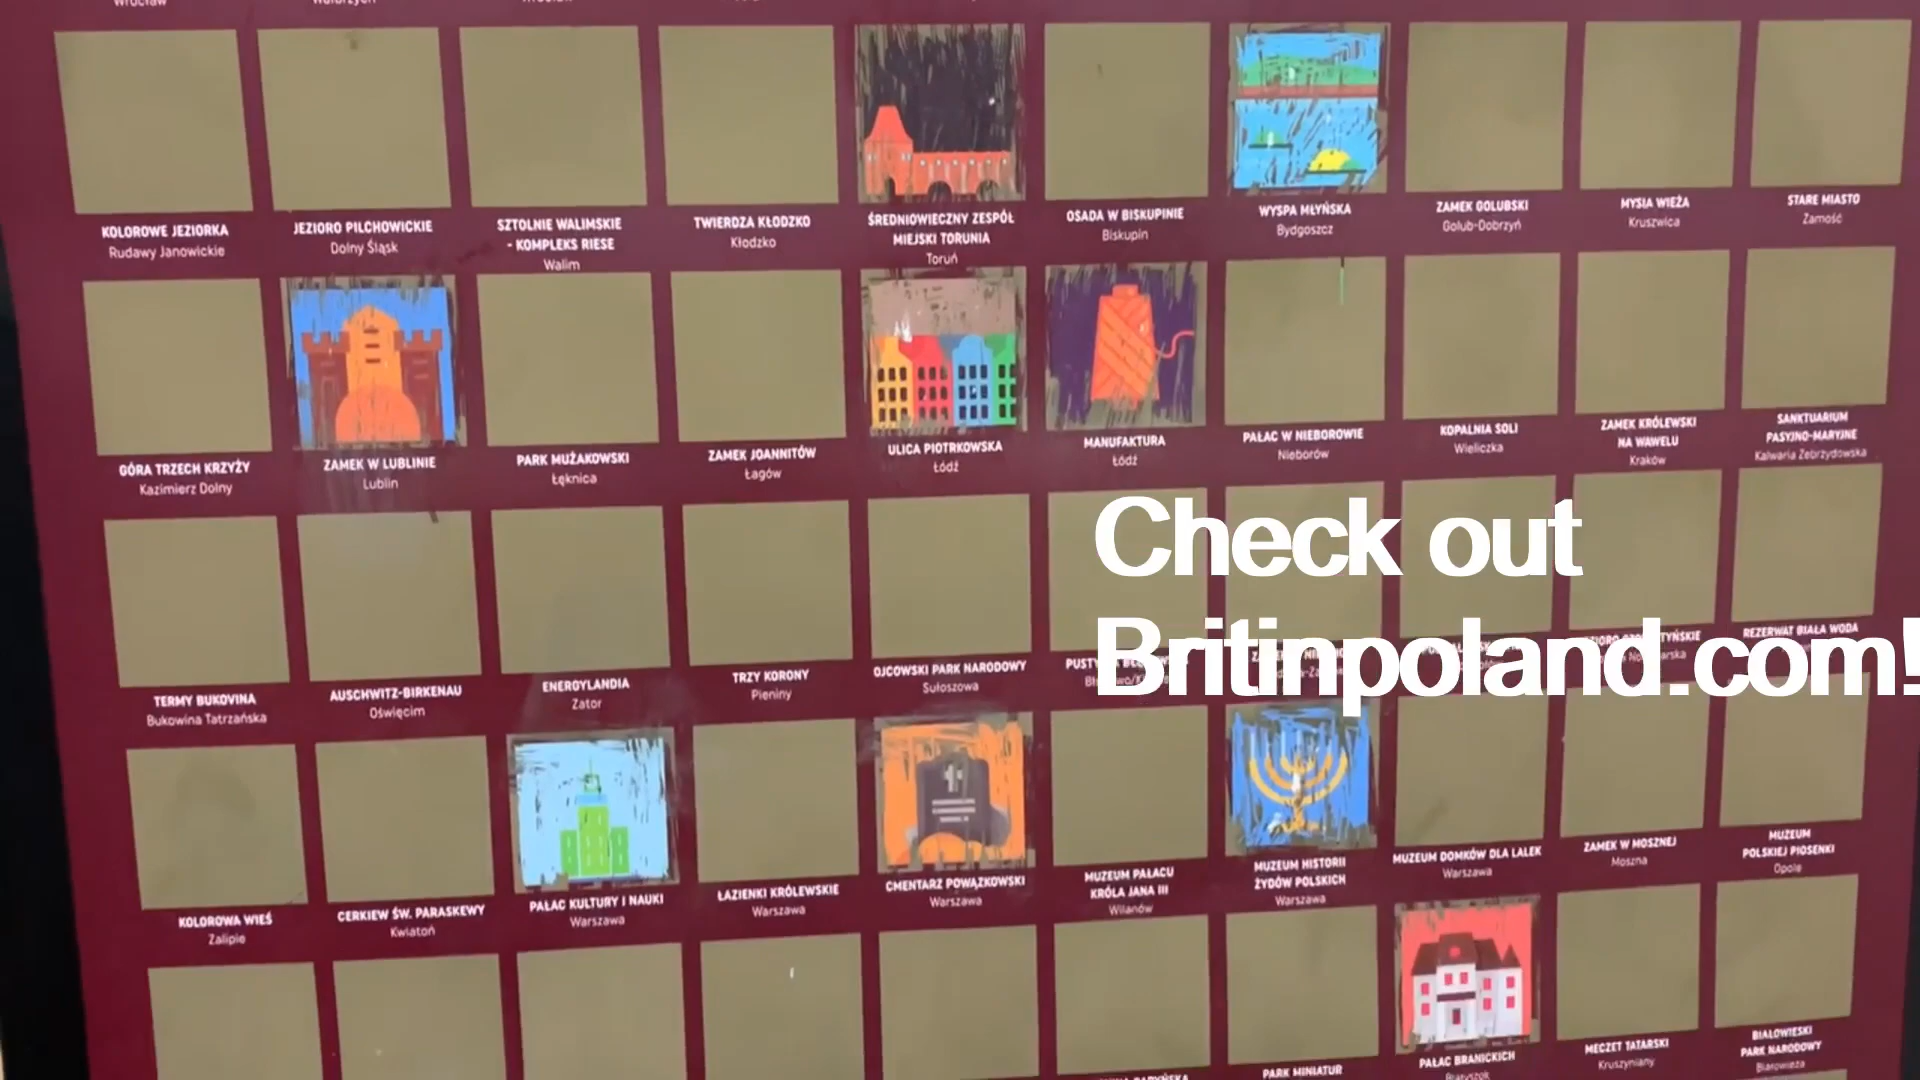 Wrocław
Wałbrzych
Wrocław
KOLOROWE JEZIORKA
Rudawy Janowickie
JEZIORO PILCHOWICKIE
Dolny Śląsk
SZTOLNIE WALIMSKIE
- KOMPLEKS RIESE
Walim
TWIERDZA KŁODZKO
Kłodzko
ŚREDNIOWIECZNY ZESPÓŁ
MIEJSKI TORUNIA
Toruń
OSADA W BISKUPINIE
Biskupin
WYSPA MŁYŃSKA
Bydgoszcz
ZAMEK GOLUBSKI
Golub-Dobrzyń
MYSIA WIEŻA
Kruszwica
STARE MIASTO
Zamość
GÓRA TRZECH KRZYŻY
Kazimierz Dolny
ZAMEK W LUBLINIE
Lublin
PARK MUŻAKOWSKI
Łęknica
ZAMEK JOANNITÓW
Łagów
ULICA PIOTRKOWSKA
Łódź
MANUFAKTURA
Łódź
PAŁAC W NIEBOROWIE
Nieborów
KOPALNIA SOLI
Wieliczka
ZAMEK KRÓLEWSKI
NA WAWELU
Kraków
SANKTUARIUM
PASYJNO-MARYJNE
Kalwaria Zebrzydowska
Check out
Britinpoland.com!
TERMY BUKOVINA
Bukowina Tatrzańska
AUSCHWITZ-BIRKENAU
Oświęcim
ENERGYLANDIA
Zator
TRZY KORONY
Pieniny
OJCOWSKI PARK NARODOWY
Sułoszowa
REZERWAT BIAŁA WODA
KOLOROWA WIEŚ
Zalipie
CERKIEW ŚW. PARASKEWY
Kwiatoń
PAŁAC KULTURY I NAUKI
Warszawa
ŁAZIENKI KRÓLEWSKIE
Warszawa
CMENTARZ POWĄZKOWSKI
Warszawa
MUZEUM PAŁACU
KRÓLA JANA III
Wilanów
MUZEUM HISTORII
ŻYDÓW POLSKICH
Warszawa
MUZEUM DOMKÓW DLA LALEK
Warszawa
ZAMEK W MOSZNEJ
Moszna
MUZEUM
POLSKIEJ PIOSENKI
Opole
PARK MINIATUR
PAŁAC BRANICKICH
Białystok
MECZET TATARSKI
Kruszyniany
BIAŁOWIESKI
PARK NARODOWY
Białowieża